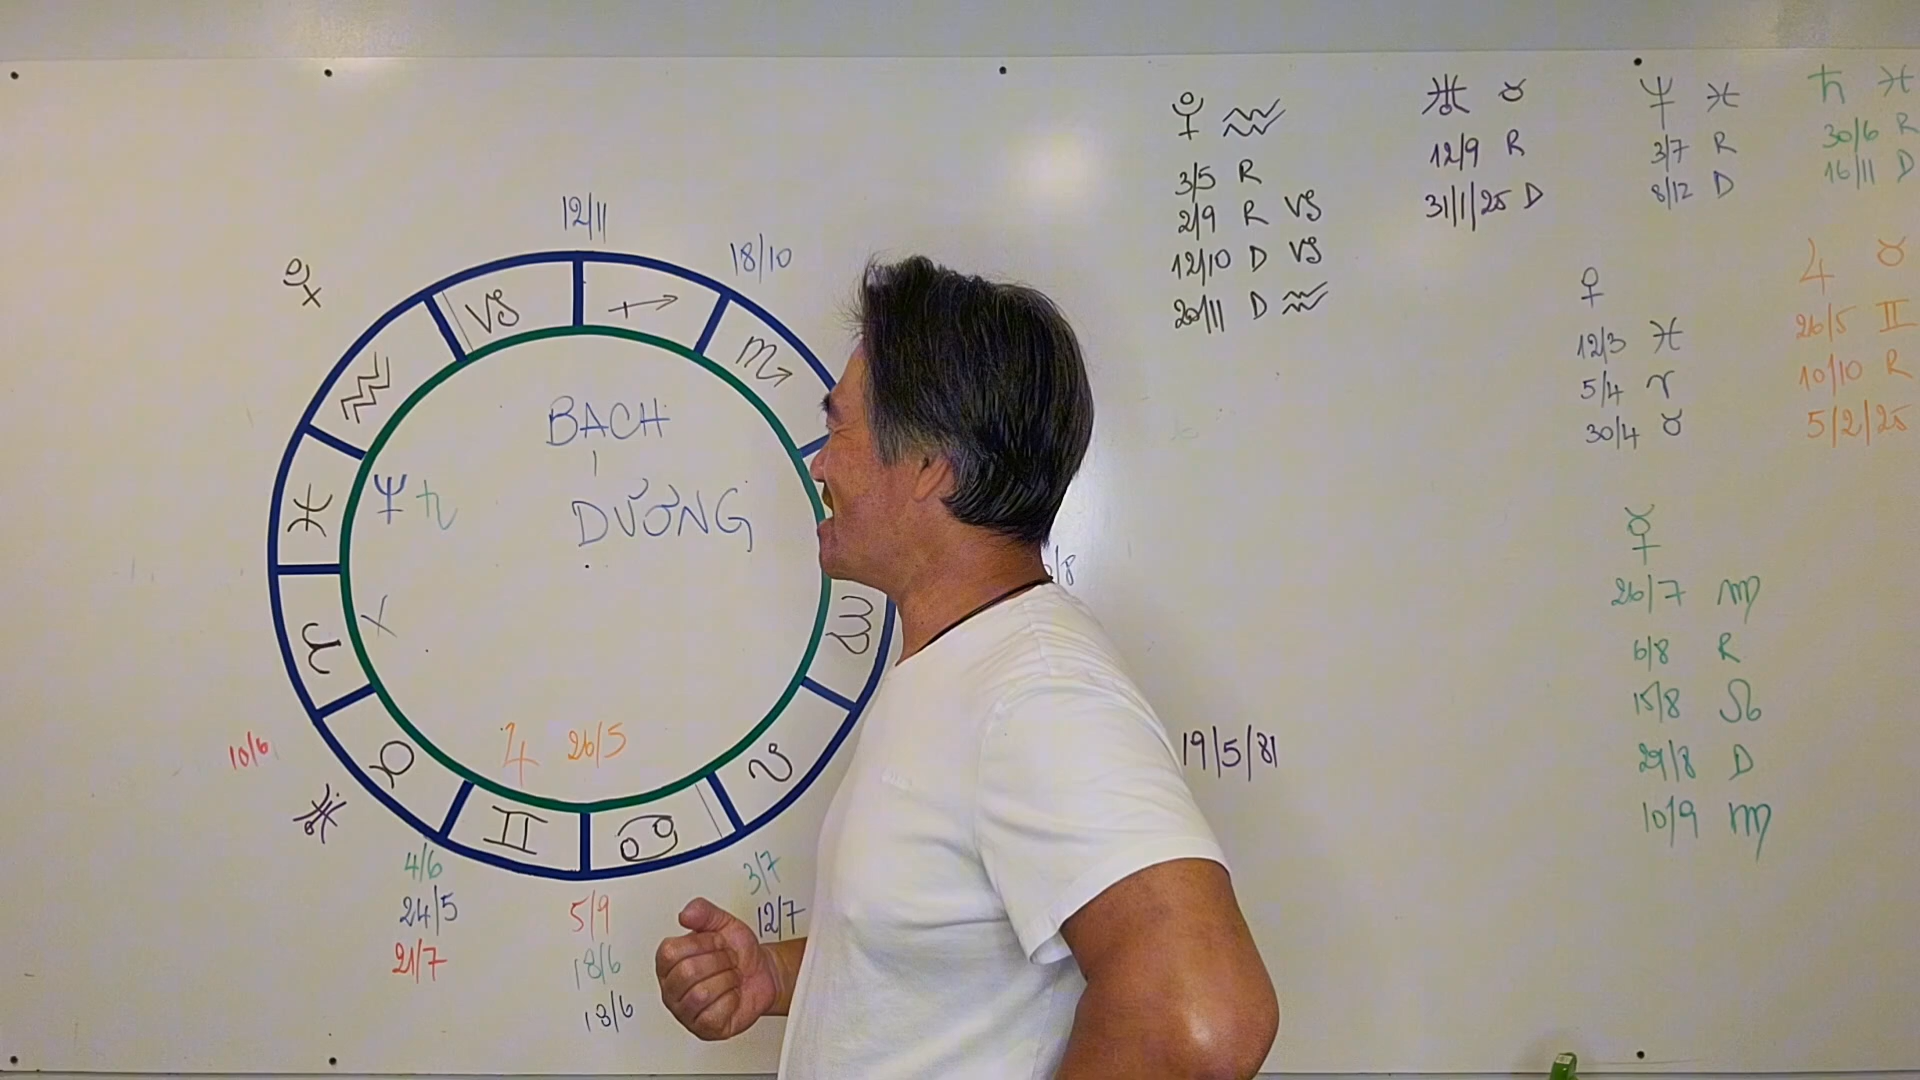 12/11
18/10
♑
♐
♏
♒
♓
♈
♉
♊
♋
♌
♍
BẠCH
DƯƠNG
♆ ♄
X
♃ 26/5
10/6
4/6
24/5
21/7
5/9
18/6
18/6
3/7
12/7
/8
19/5/81
♒
3/5 R
2/9 R ♑
12/10 D ♑
20/11 D ♒
♅ ♉
12/9 R
31/1/25 D
♆ ♓
3/7 R
8/12 D
♄ ♓
30/6 R
16/11 D
♀
12/3 ♓
5/4 ♈
30/4 ♉
♃ ♉
26/5 ♊
10/10 R
5/2/25
☿
26/7 ♍
6/8 R
15/8 ♌
29/8 D
10/9 ♍